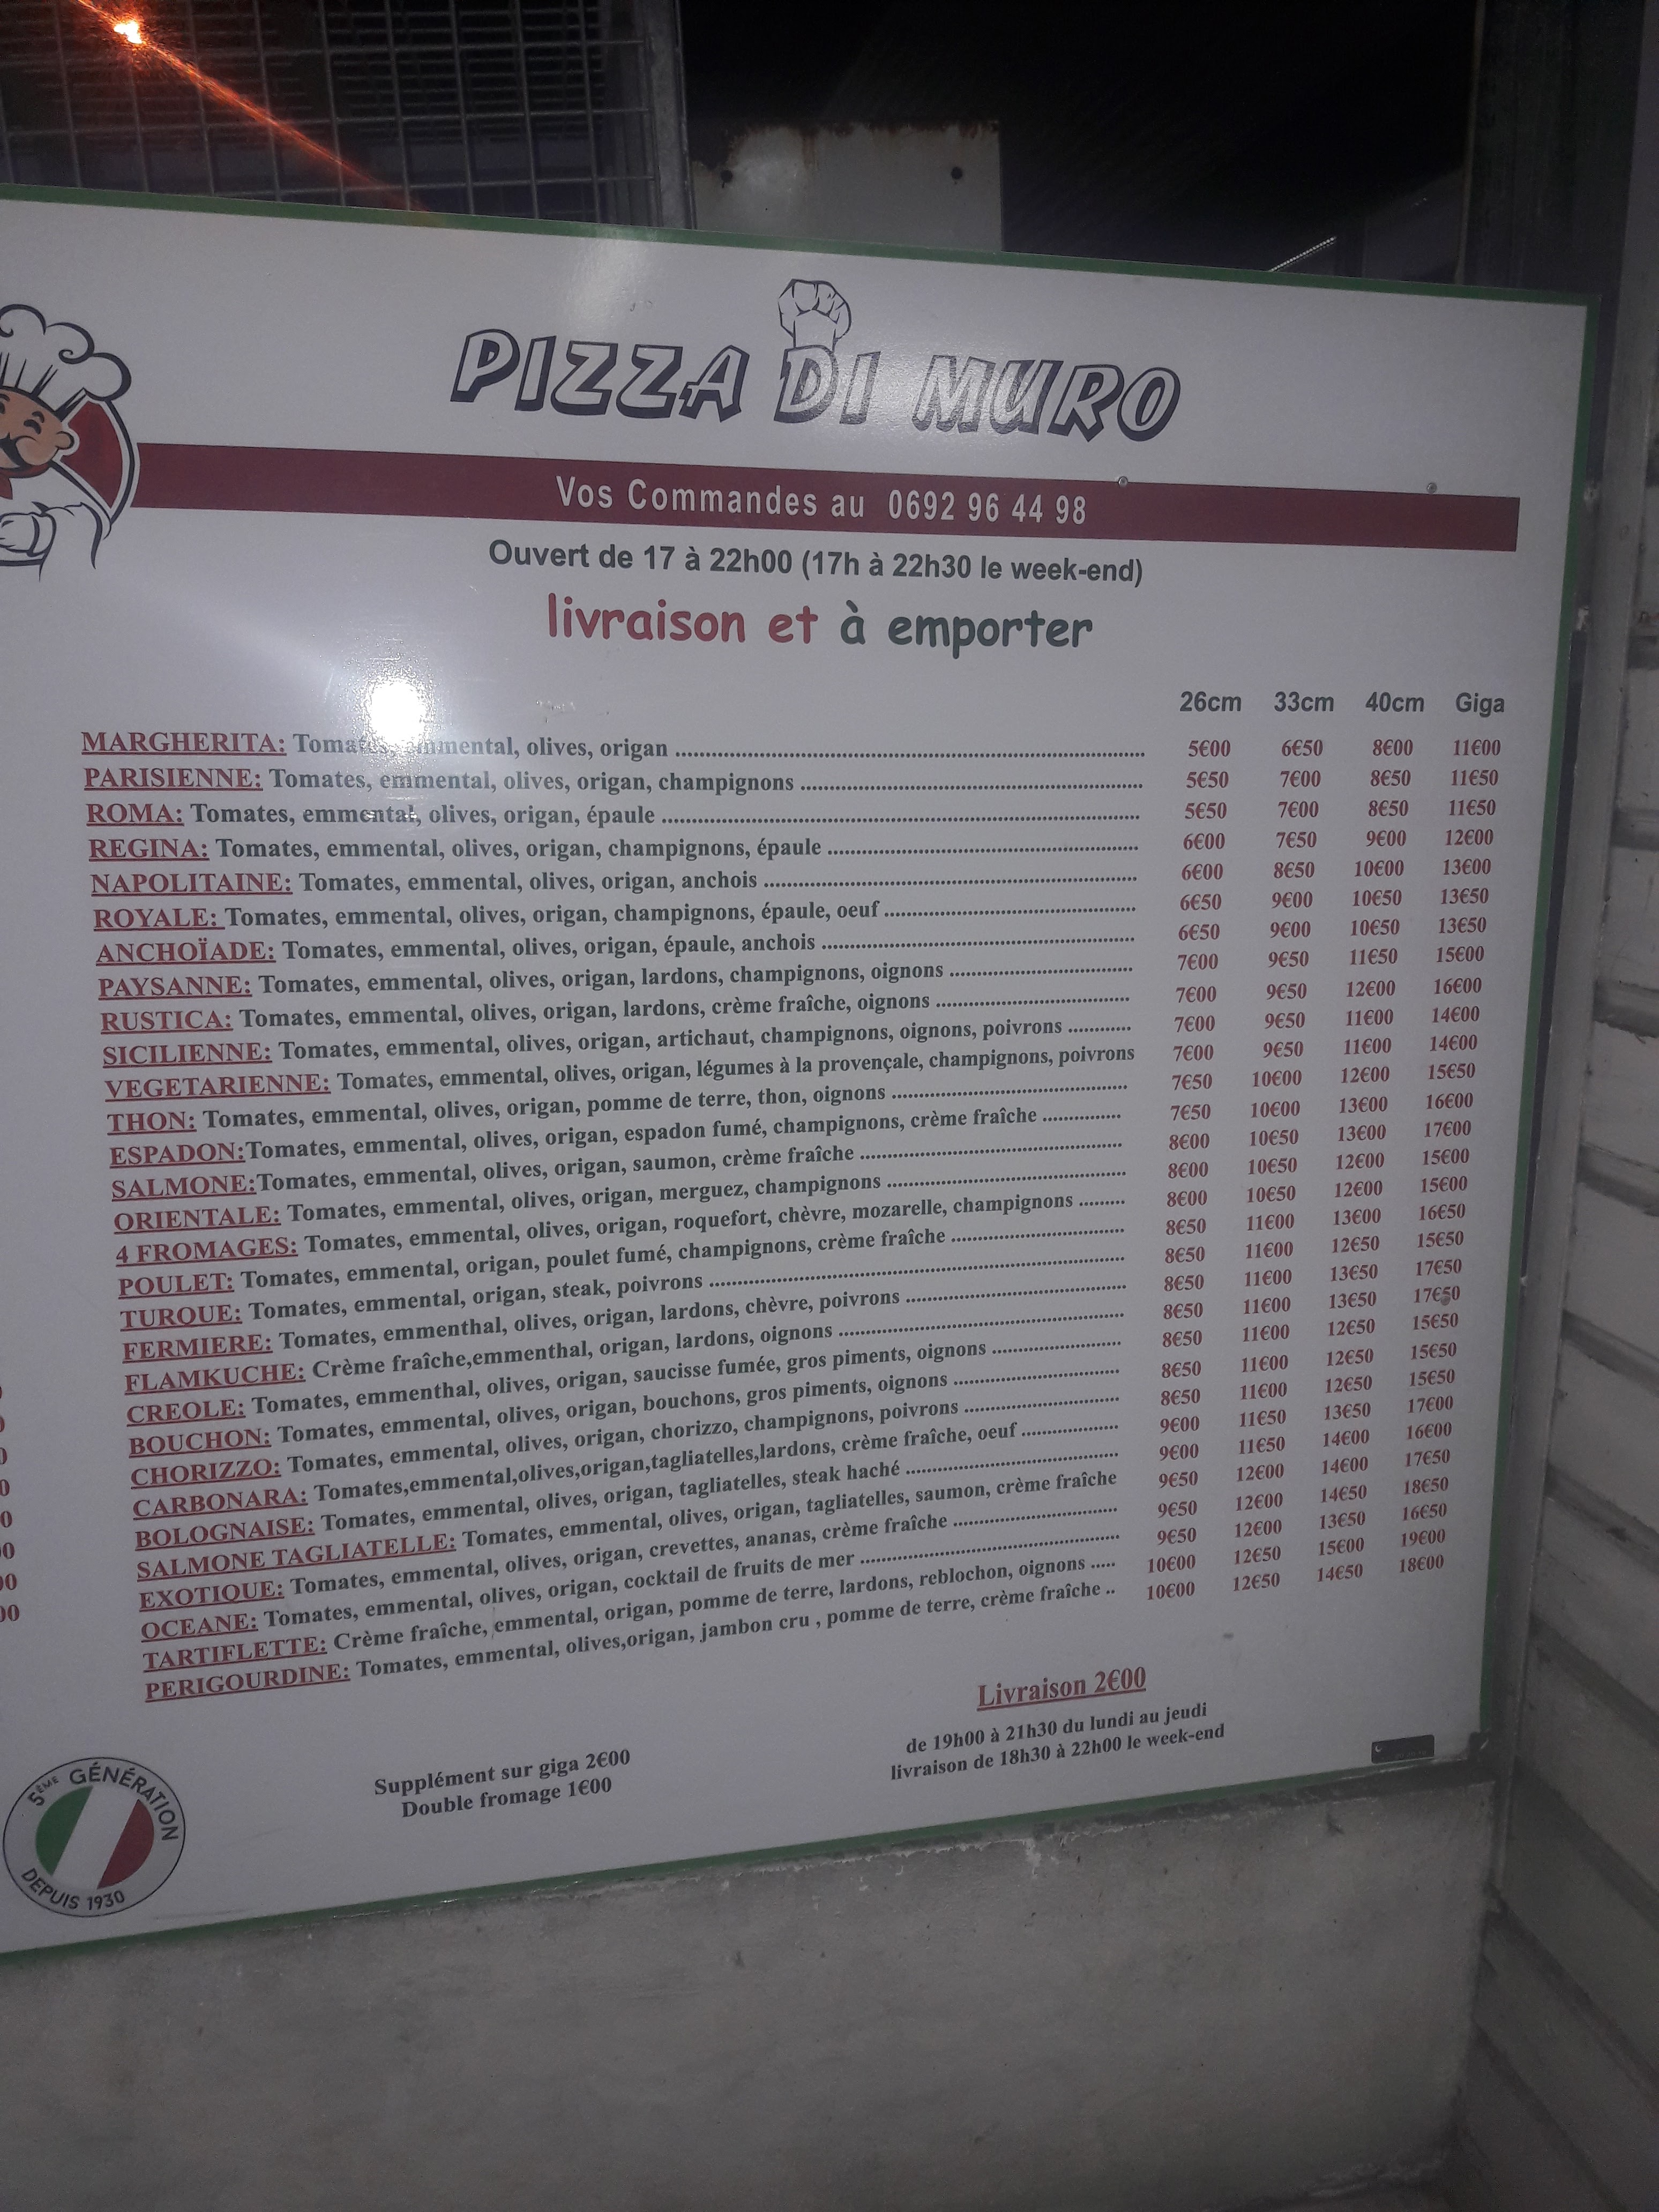 PIZZA DI MURO
Vos Commandes au 0692 96 44 98
Ouvert de 17 à 22h00 (17h à 22h30 le week-end)
livraison et à emporter
26cm 33cm 40cm Giga
MARGHERITA: Tomates, emmental, olives, origan 5€00 6€50 8€00 11€00
PARISIENNE: Tomates, emmental, olives, origan, champignons 5€50 7€00 8€50 11€50
ROMA: Tomates, emmental, olives, origan, épaule 5€50 7€00 8€50 11€50
REGINA: Tomates, emmental, olives, origan, champignons, épaule 6€00 7€50 9€00 12€00
NAPOLITAINE: Tomates, emmental, olives, origan, anchois 6€00 8€50 10€00 13€00
ROYALE: Tomates, emmental, olives, origan, champignons, épaule, oeuf 6€50 9€00 10€50 13€50
ANCHOÏADE: Tomates, emmental, olives, origan, épaule, anchois 6€50 9€00 10€50 13€50
PAYSANNE: Tomates, emmental, olives, origan, lardons, champignons, oignons 7€00 9€50 11€50 15€00
RUSTICA: Tomates, emmental, olives, origan, lardons, crème fraîche, oignons 7€00 9€50 12€00 16€00
SICILIENNE: Tomates, emmental, olives, origan, artichaut, champignons, oignons, poivrons 7€00 9€50 11€00 14€00
VEGETARIENNE: Tomates, emmental, olives, origan, légumes à la provençale, champignons, poivrons 7€00 9€50 11€00 14€00
THON: Tomates, emmental, olives, origan, pomme de terre, thon, oignons 7€50 10€00 12€00 15€50
ESPADON:Tomates, emmental, olives, origan, espadon fumé, champignons, crème fraîche 7€50 10€00 13€00 16€00
SALMONE:Tomates, emmental, olives, origan, saumon, crème fraîche 8€00 10€50 13€00 17€00
ORIENTALE: Tomates, emmental, olives, origan, merguez, champignons 8€00 10€50 12€00 15€00
4 FROMAGES: Tomates, emmental, olives, origan, roquefort, chèvre, mozarelle, champignons 8€00 10€50 12€00 15€00
POULET: Tomates, emmental, origan, poulet fumé, champignons, crème fraîche 8€50 11€00 13€00 16€50
TURQUE: Tomates, emmental, origan, steak, poivrons 8€50 11€00 12€50 15€50
FERMIERE: Tomates, emmenthal, olives, origan, lardons, chèvre, poivrons 8€50 11€00 13€50 17€50
FLAMKUCHE: Crème fraîche,emmenthal, origan, lardons, oignons 8€50 11€00 13€50 17€50
CREOLE: Tomates, emmenthal, olives, origan, saucisse fumée, gros piments, oignons 8€50 11€00 12€50 15€50
BOUCHON: Tomates, emmental, olives, origan, bouchons, gros piments, oignons 8€50 11€00 12€50 15€50
CHORIZZO: Tomates, emmental, olives, origan, chorizzo, champignons, poivrons 8€50 11€00 12€50 15€50
CARBONARA: Tomates,emmental,olives,origan,tagliatelles,lardons, crème fraîche, oeuf 9€00 11€50 13€50 17€00
BOLOGNAISE: Tomates, emmental, olives, origan, tagliatelles, steak haché 9€00 11€50 14€00 16€00
SALMONE TAGLIATELLE: Tomates, emmental, olives, origan, tagliatelles, saumon, crème fraîche 9€50 12€00 14€00 17€50
EXOTIQUE: Tomates, emmental, olives, origan, crevettes, ananas, crème fraîche 9€50 12€00 14€50 18€50
OCEANE: Tomates, emmental, olives, origan, cocktail de fruits de mer 9€50 12€00 13€50 16€50
TARTIFLETTE: Crème fraîche, emmental, origan, pomme de terre, lardons, reblochon, oignons 10€00 12€50 15€00 19€00
PERIGOURDINE: Tomates, emmental, olives,origan, jambon cru , pomme de terre, crème fraîche 10€00 12€50 14€50 18€00
Livraison 2€00
de 19h00 à 21h30 du lundi au jeudi
livraison de 18h30 à 22h00 le week-end
Supplément sur giga 2€00
Double fromage 1€00
5ÈME GÉNÉRATION
DEPUIS 1930